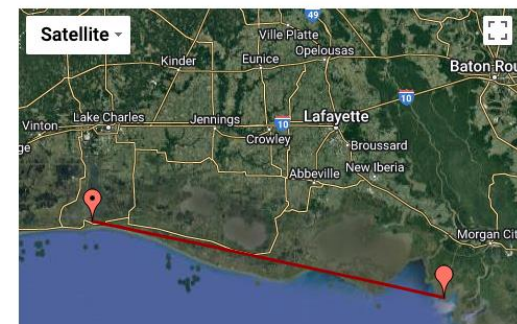 Satellite
49
Ville Platte
Opelousas
Kinder
Eunice
Baton Rou
10
Lake Charles
Lafayette
Vinton
Jennings
10
Crowley
Broussard
ge
New Iberia
Abbeville
Morgan Cit